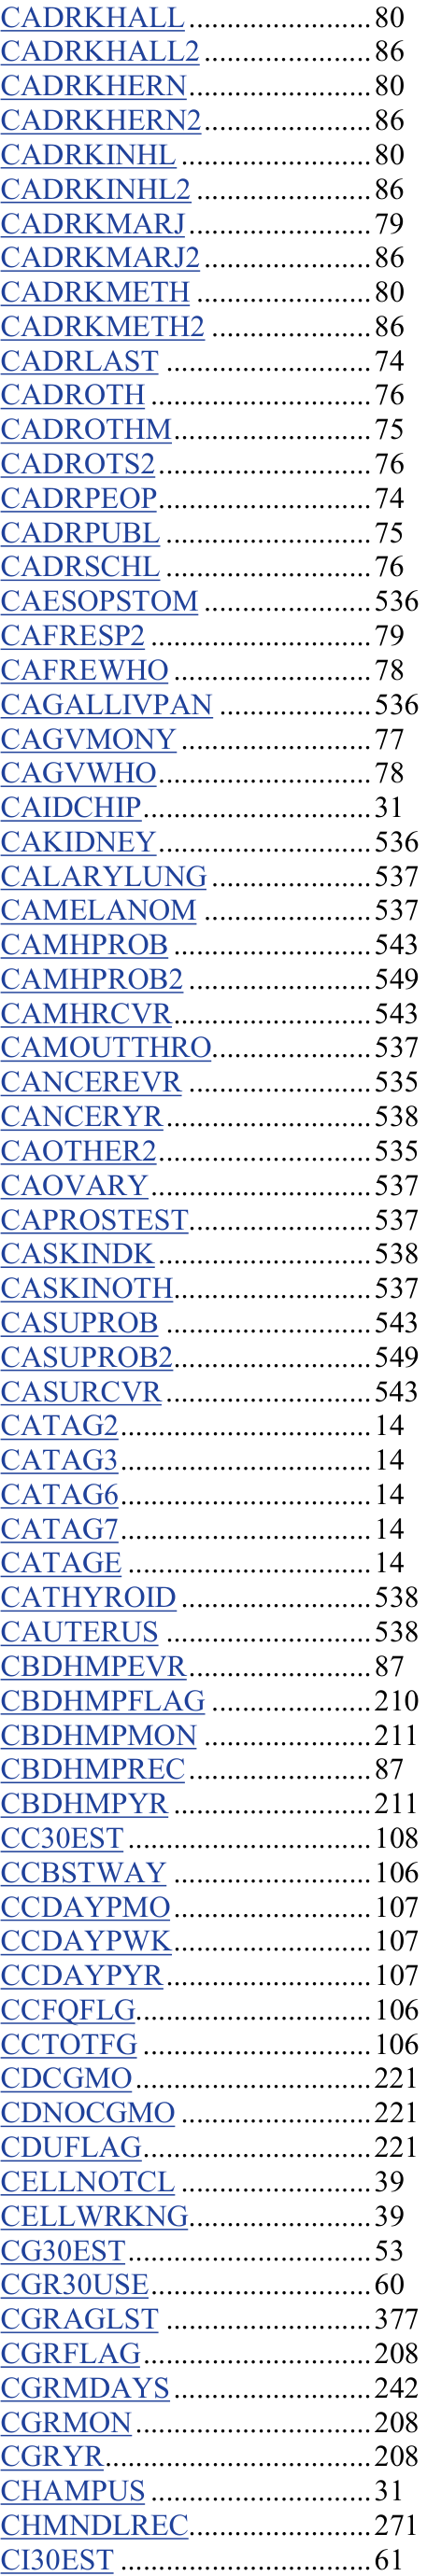 CADRKHALL........................80
CADRKHALL2......................86
CADRKHERN........................80
CADRKHERN2......................86
CADRKINHL.........................80
CADRKINHL2.......................86
CADRKMARJ........................79
CADRKMARJ2......................86
CADRKMETH.......................80
CADRKMETH2.....................86
CADRLAST...........................74
CADROTH.............................76
CADROTHM..........................75
CADROTS2............................76
CADRPEOP............................74
CADRPUBL...........................75
CADRSCHL...........................76
CAESOPSTOM......................536
CAFRESP2.............................79
CAFREWHO..........................78
CAGALLIVPAN....................536
CAGVMONY.........................77
CAGVWHO............................78
CAIDCHIP..............................31
CAKIDNEY............................536
CALARYLUNG.....................537
CAMELANOM......................537
CAMHPROB..........................543
CAMHPROB2........................549
CAMHRCVR..........................543
CAMOUTTHRO.....................537
CANCEREVR........................535
CANCERYR...........................538
CAOTHER2............................535
CAOVARY.............................537
CAPROSTEST........................537
CASKINDK............................538
CASKINOTH..........................537
CASUPROB...........................543
CASUPROB2..........................549
CASURCVR...........................543
CATAG2.................................14
CATAG3.................................14
CATAG6.................................14
CATAG7.................................14
CATAGE................................14
CATHYROID.........................538
CAUTERUS...........................538
CBDHMPEVR........................87
CBDHMPFLAG.....................210
CBDHMPMON......................211
CBDHMPREC........................87
CBDHMPYR..........................211
CC30EST................................108
CCBSTWAY..........................106
CCDAYPMO..........................107
CCDAYPWK..........................107
CCDAYPYR...........................107
CCFQFLG...............................106
CCTOTFG..............................106
CDCGMO...............................221
CDNOCGMO.........................221
CDUFLAG..............................221
CELLNOTCL.........................39
CELLWRKNG........................39
CG30EST................................53
CGR30USE.............................60
CGRAGLST...........................377
CGRFLAG..............................208
CGRMDAYS..........................242
CGRMON...............................208
CGRYR...................................208
CHAMPUS.............................31
CHMNDLREC........................271
CI30EST.................................61